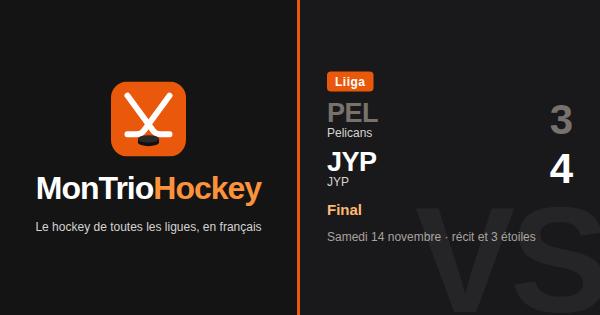 MonTrioHockey
Le hockey de toutes les ligues, en français
Liiga
PEL 3
Pelicans
JYP 4
JYP
Final
Samedi 14 novembre · récit et 3 étoiles
VS